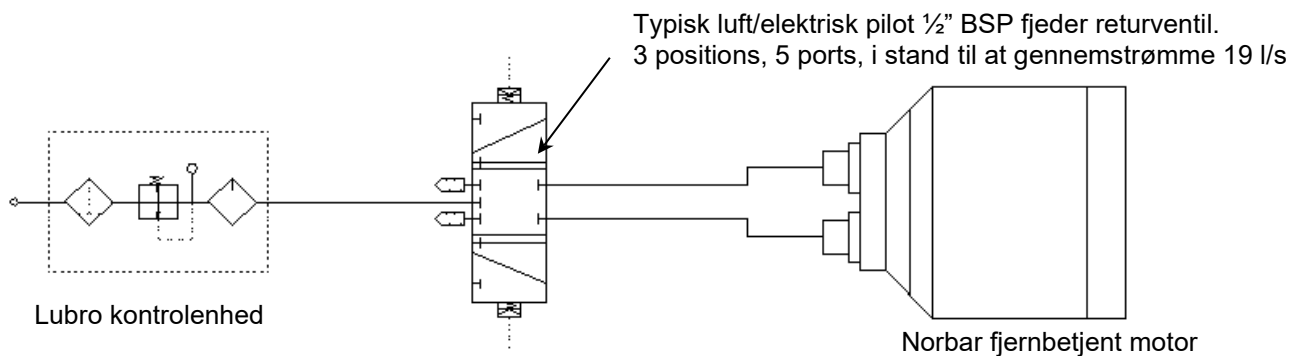 Typisk luft/elektrisk pilot ½” BSP fjeder returventil.
3 positions, 5 ports, i stand til at gennemstrømme 19 l/s
Lubro kontrolenhed
Norbar fjernbetjent motor